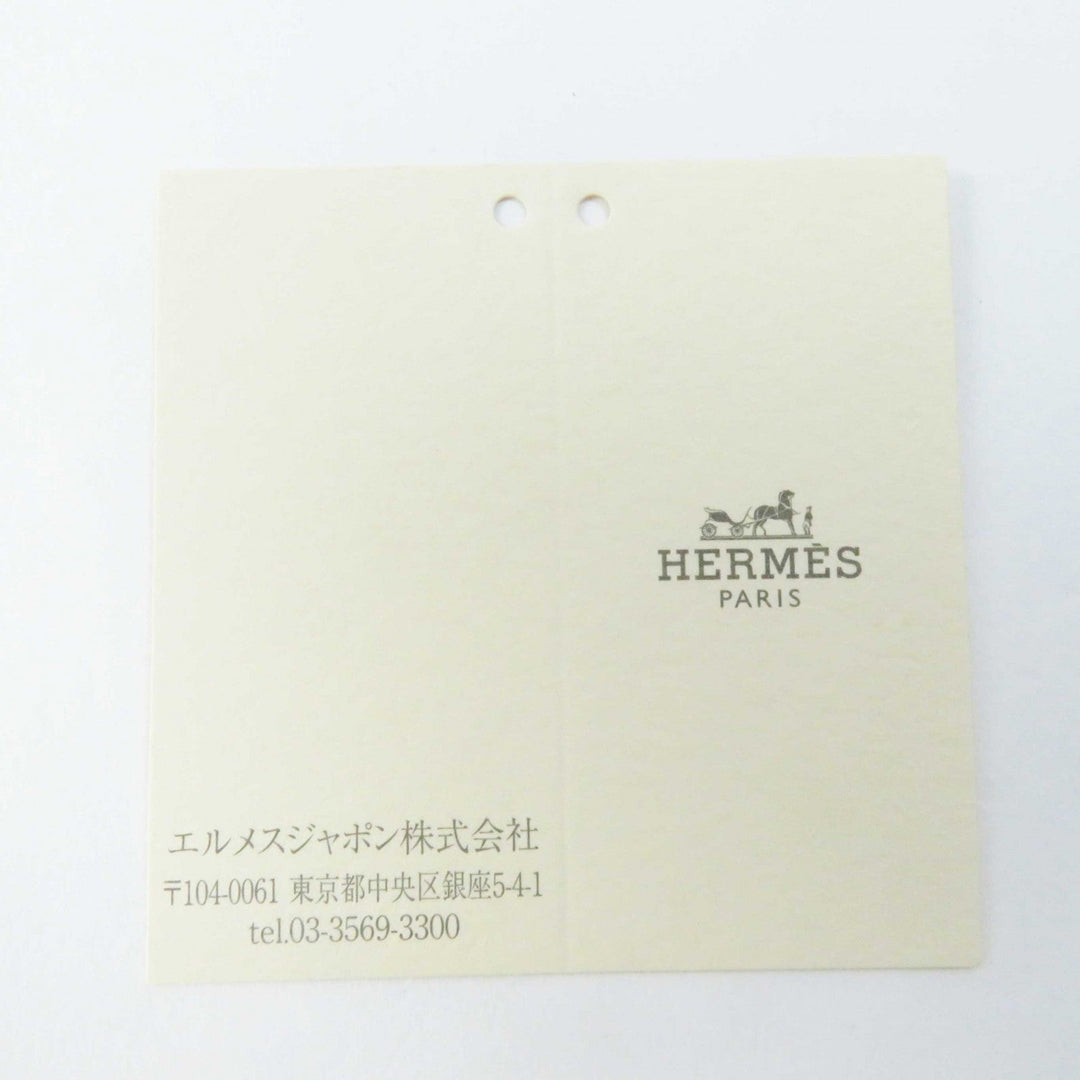 HERMÈS
PARIS
エルメスジャポン株式会社
〒104-0061 東京都中央区銀座5-4-1
tel.03-3569-3300